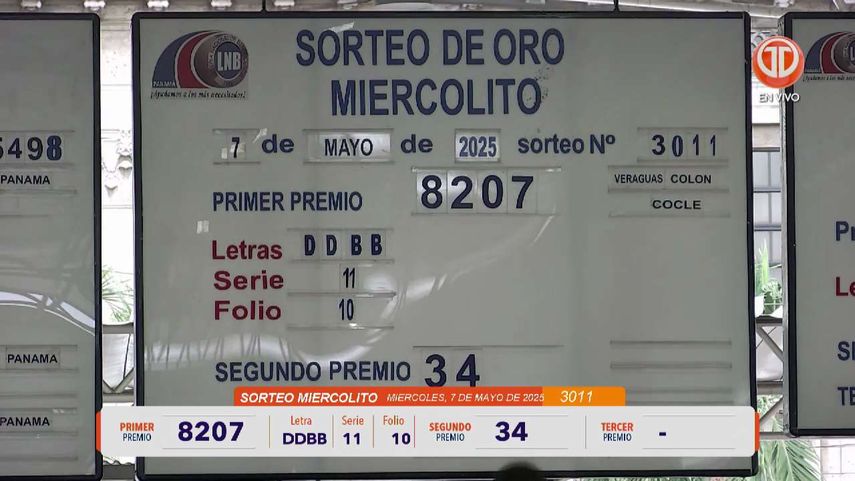 SORTEO DE ORO
MIERCOLITO
7 de MAYO de 2025 sorteo Nº 3011
PRIMER PREMIO 8207
VERAGUAS COLON
COCLE
Letras DDBB
Serie 11
Folio 10
SEGUNDO PREMIO 34
LNB
PANAMA
¡Ayudamos a los más necesitados!
EN VIVO
5498
PANAMA
PANAMA
PANAMA
SORTEO MIERCOLITO MIERCOLES, 7 DE MAYO DE 2025 3011
PRIMER PREMIO 8207
Letra DDBB
Serie 11
Folio 10
SEGUNDO PREMIO 34
TERCER PREMIO -